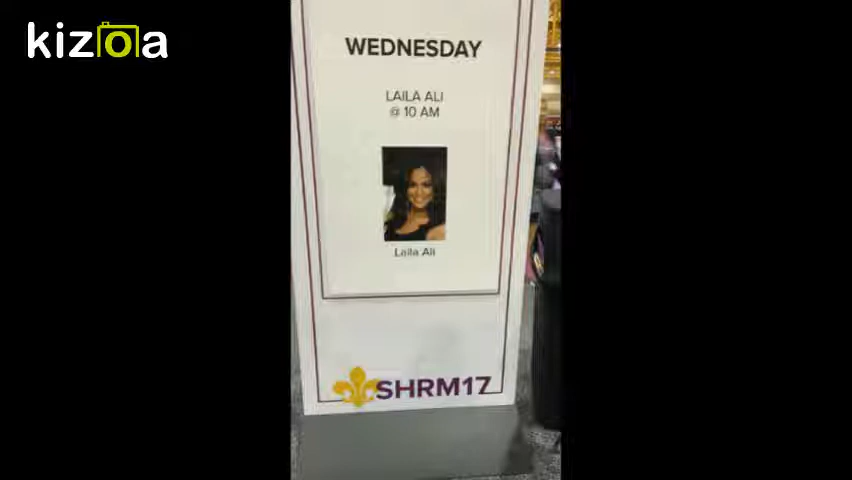 kizoa
WEDNESDAY
LAILA ALI
@ 10 AM
Laila Ali
SHRM17